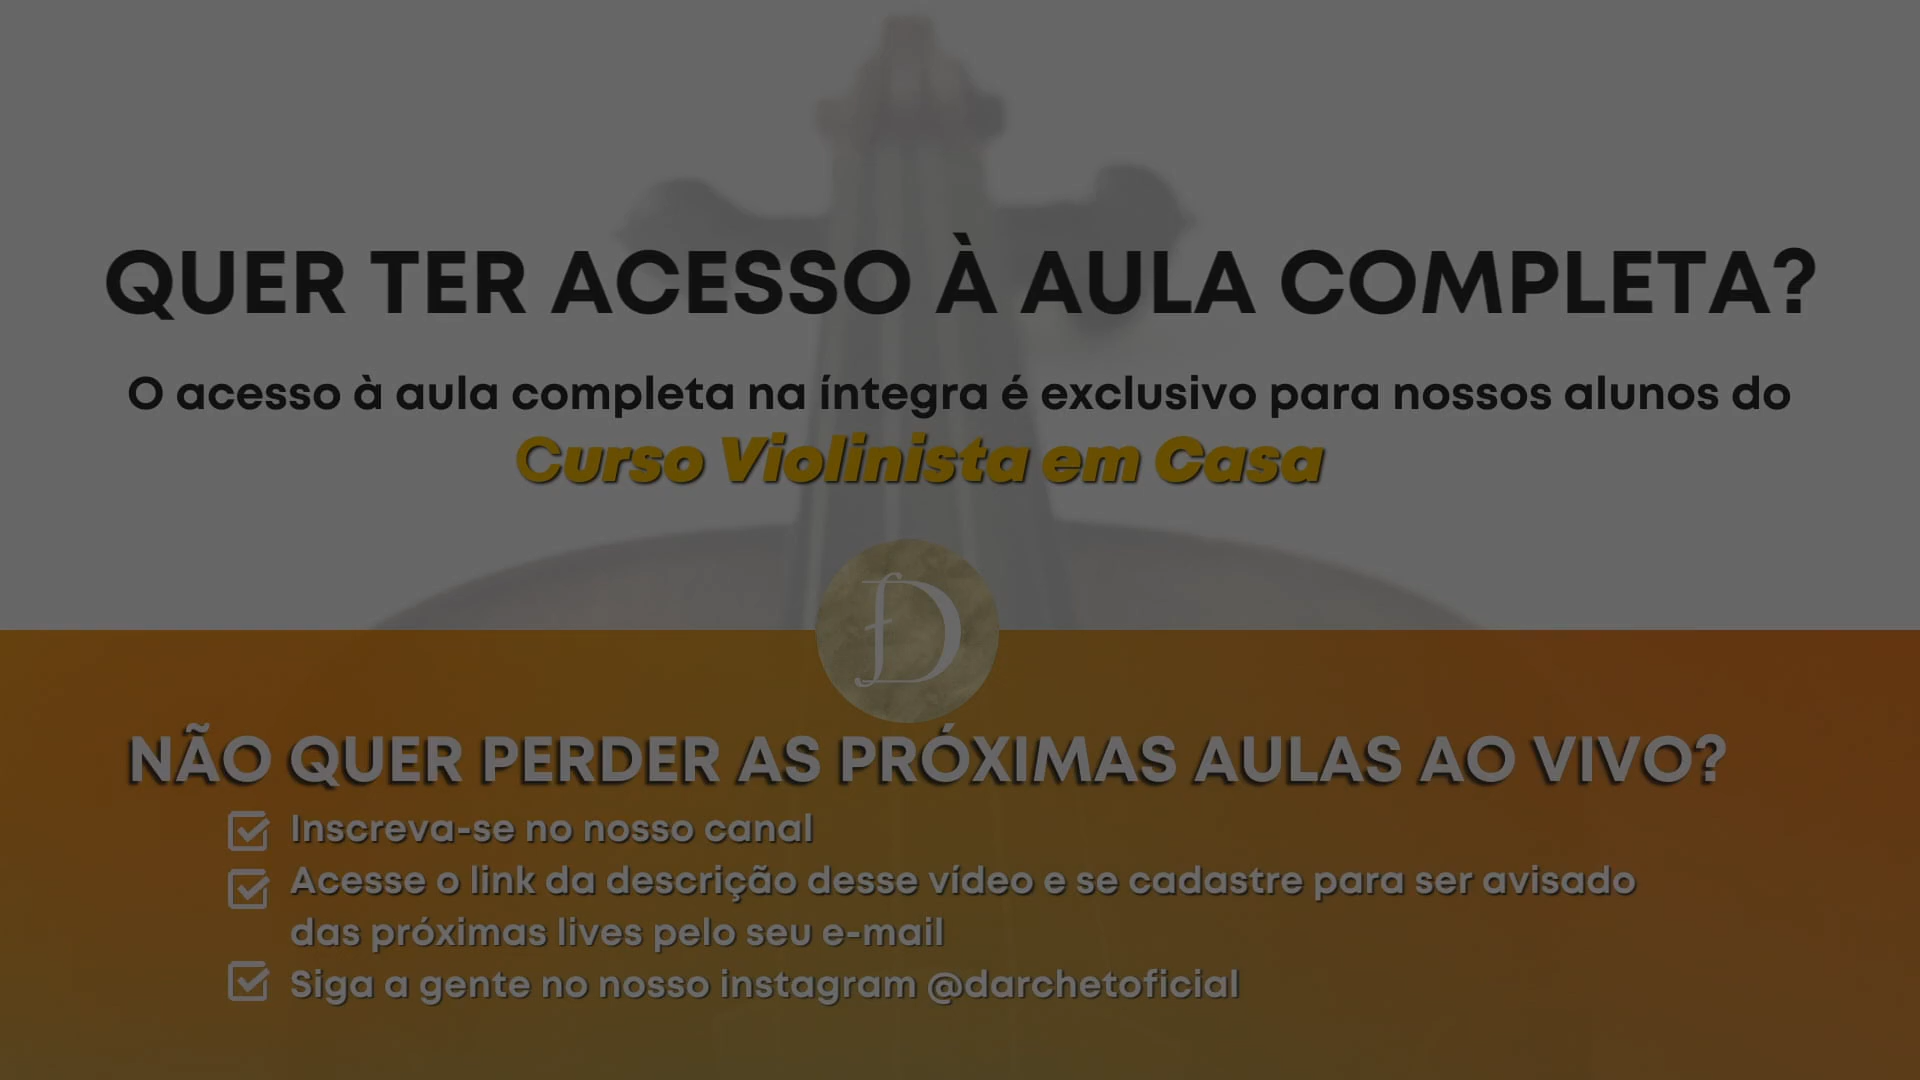 QUER TER ACESSO À AULA COMPLETA?
O acesso à aula completa na íntegra é exclusivo para nossos alunos do
Curso Violinista em Casa
D
NÃO QUER PERDER AS PRÓXIMAS AULAS AO VIVO?
Inscreva-se no nosso canal
Acesse o link da descrição desse vídeo e se cadastre para ser avisado
das próximas lives pelo seu e-mail
Siga a gente no nosso instagram @darchetoficial